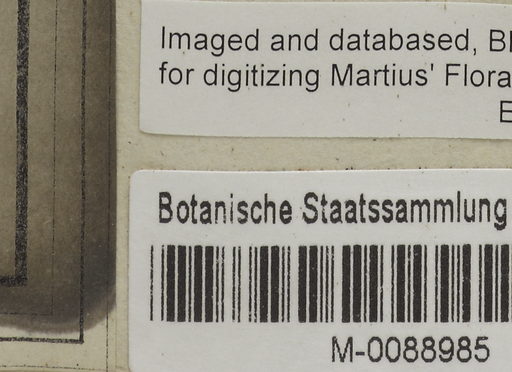 Imaged and databased, 
for digitizing Martius' Flora
Botanische Staatssammlung
M-0088985